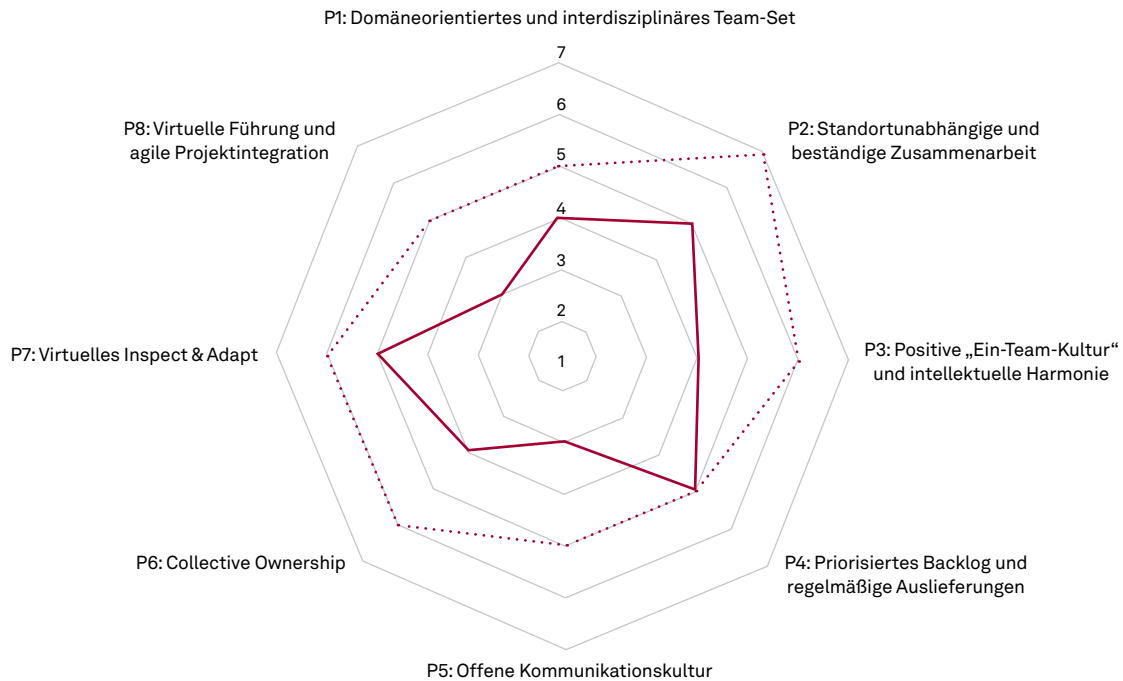 P1: Domäneorientiertes und interdisziplinäres Team-Set
7
6
5
4
3
2
1
P2: Standortunabhängige und
beständige Zusammenarbeit
P3: Positive „Ein-Team-Kultur“
und intellektuelle Harmonie
P4: Priorisiertes Backlog und
regelmäßige Auslieferungen
P5: Offene Kommunikationskultur
P6: Collective Ownership
P7: Virtuelles Inspect & Adapt
P8: Virtuelle Führung und
agile Projektintegration